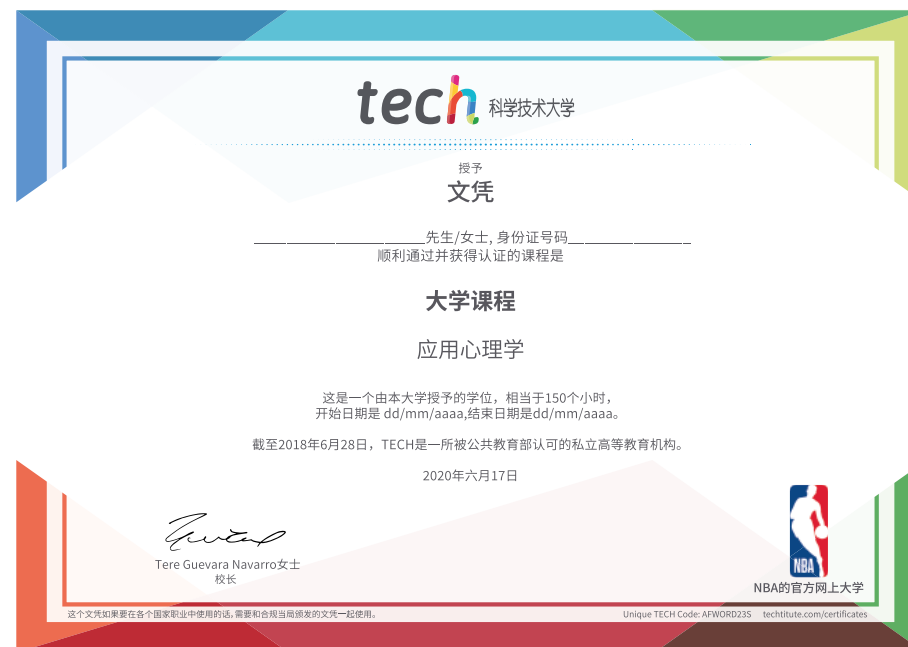 tech 科学技术大学
授予
文凭
______________________先生/女士, 身份证号码________________
顺利通过并获得认证的课程是
大学课程
应用心理学
这是一个由本大学授予的学位，相当于150个小时，
开始日期是 dd/mm/aaaa,结束日期是dd/mm/aaaa。
截至2018年6月28日，TECH是一所被公共教育部认可的私立高等教育机构。
2020年六月17日
Tere Guevara Navarro女士
校长
NBA
NBA的官方网上大学
这个文凭如果要在各个国家职业中使用的话,需要和合规当局颁发的文凭一起使用。
Unique TECH Code: AFWORD23S techtitute.com/certificates